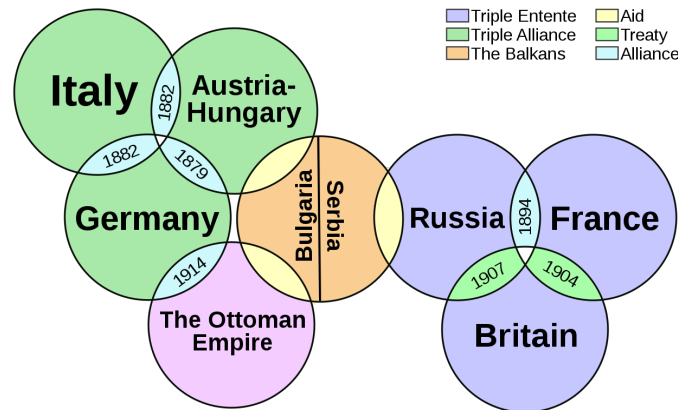 Triple Entente
Triple Alliance
The Balkans
Aid
Treaty
Alliance
Italy
1882
Austria-
Hungary
1882
1879
Germany
1914
The Ottoman
Empire
Bulgaria
Serbia
Russia
1894
France
1907
1904
Britain